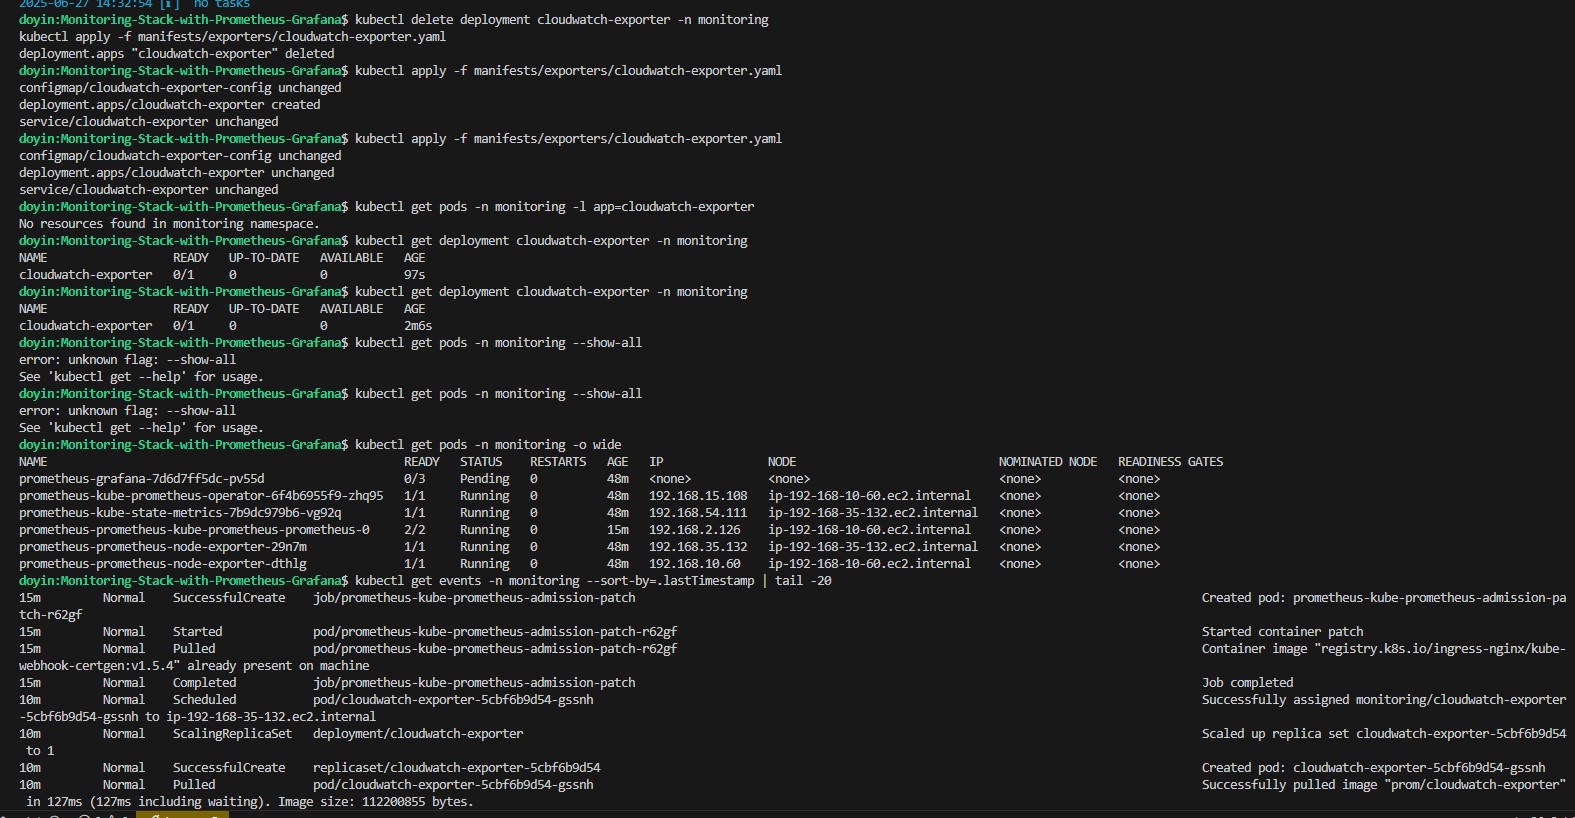 2025-06-27 14:32:54 [ℹ]  no tasks
doyin:Monitoring-Stack-with-Prometheus-Grafana$ kubectl delete deployment cloudwatch-exporter -n monitoring
kubectl apply -f manifests/exporters/cloudwatch-exporter.yaml
deployment.apps "cloudwatch-exporter" deleted
doyin:Monitoring-Stack-with-Prometheus-Grafana$ kubectl apply -f manifests/exporters/cloudwatch-exporter.yaml
configmap/cloudwatch-exporter-config unchanged
deployment.apps/cloudwatch-exporter created
service/cloudwatch-exporter unchanged
doyin:Monitoring-Stack-with-Prometheus-Grafana$ kubectl apply -f manifests/exporters/cloudwatch-exporter.yaml
configmap/cloudwatch-exporter-config unchanged
deployment.apps/cloudwatch-exporter unchanged
service/cloudwatch-exporter unchanged
doyin:Monitoring-Stack-with-Prometheus-Grafana$ kubectl get pods -n monitoring -l app=cloudwatch-exporter
No resources found in monitoring namespace.
doyin:Monitoring-Stack-with-Prometheus-Grafana$ kubectl get deployment cloudwatch-exporter -n monitoring
NAME                  READY   UP-TO-DATE   AVAILABLE   AGE
cloudwatch-exporter   0/1     0            0           97s
doyin:Monitoring-Stack-with-Prometheus-Grafana$ kubectl get deployment cloudwatch-exporter -n monitoring
NAME                  READY   UP-TO-DATE   AVAILABLE   AGE
cloudwatch-exporter   0/1     0            0           2m6s
doyin:Monitoring-Stack-with-Prometheus-Grafana$ kubectl get pods -n monitoring --show-all
error: unknown flag: --show-all
See 'kubectl get --help' for usage.
doyin:Monitoring-Stack-with-Prometheus-Grafana$ kubectl get pods -n monitoring --show-all
error: unknown flag: --show-all
See 'kubectl get --help' for usage.
doyin:Monitoring-Stack-with-Prometheus-Grafana$ kubectl get pods -n monitoring -o wide
NAME                                                   READY   STATUS    RESTARTS   AGE   IP               NODE                             NOMINATED NODE   READINESS GATES
prometheus-grafana-7d6d7ff5dc-pv55d                    0/3     Pending   0          48m   <none>           <none>                           <none>           <none>
prometheus-kube-prometheus-operator-6f4b6955f9-zhq95   1/1     Running   0          48m   192.168.15.108   ip-192-168-10-60.ec2.internal    <none>           <none>
prometheus-kube-state-metrics-7b9dc979b6-vg92q         1/1     Running   0          48m   192.168.54.111   ip-192-168-35-132.ec2.internal   <none>           <none>
prometheus-prometheus-kube-prometheus-prometheus-0     2/2     Running   0          15m   192.168.2.126    ip-192-168-10-60.ec2.internal    <none>           <none>
prometheus-prometheus-node-exporter-29n7m              1/1     Running   0          48m   192.168.35.132   ip-192-168-35-132.ec2.internal   <none>           <none>
prometheus-prometheus-node-exporter-dthlg              1/1     Running   0          48m   192.168.10.60    ip-192-168-10-60.ec2.internal    <none>           <none>
doyin:Monitoring-Stack-with-Prometheus-Grafana$ kubectl get events -n monitoring --sort-by=.lastTimestamp | tail -20
15m         Normal    SuccessfulCreate    job/prometheus-kube-prometheus-admission-patch          Created pod: prometheus-kube-prometheus-admission-pa
tch-r62gf
15m         Normal    Started             pod/prometheus-kube-prometheus-admission-patch-r62gf    Started container patch
15m         Normal    Pulled              pod/prometheus-kube-prometheus-admission-patch-r62gf    Container image "registry.k8s.io/ingress-nginx/kube-
webhook-certgen:v1.5.4" already present on machine
15m         Normal    Completed           job/prometheus-kube-prometheus-admission-patch          Job completed
10m         Normal    Scheduled           pod/cloudwatch-exporter-5cbf6b9d54-gssnh                Successfully assigned monitoring/cloudwatch-exporter
-5cbf6b9d54-gssnh to ip-192-168-35-132.ec2.internal
10m         Normal    ScalingReplicaSet   deployment/cloudwatch-exporter                          Scaled up replica set cloudwatch-exporter-5cbf6b9d54
 to 1
10m         Normal    SuccessfulCreate    replicaset/cloudwatch-exporter-5cbf6b9d54               Created pod: cloudwatch-exporter-5cbf6b9d54-gssnh
10m         Normal    Pulled              pod/cloudwatch-exporter-5cbf6b9d54-gssnh                Successfully pulled image "prom/cloudwatch-exporter"
 in 127ms (127ms including waiting). Image size: 112200855 bytes.